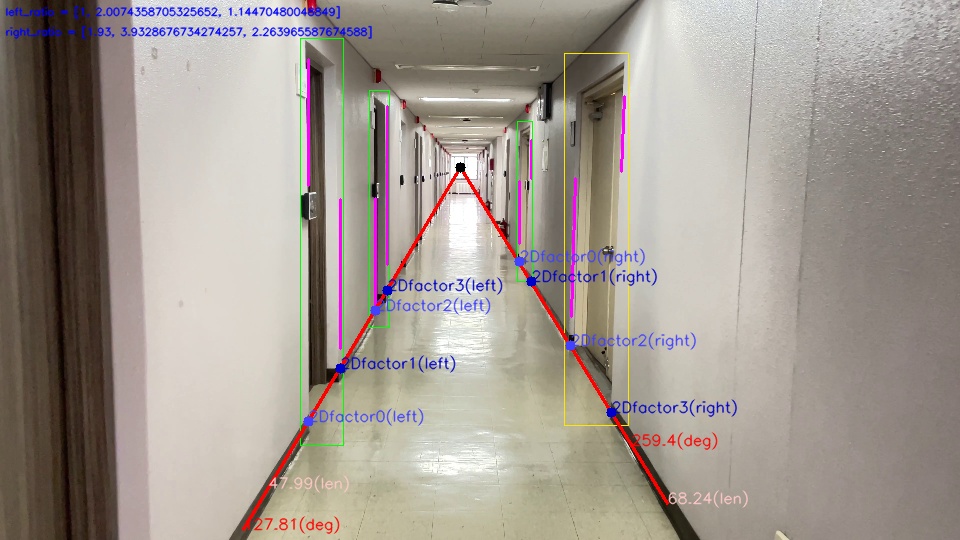 left_ratio = [1, 2.0074358705325652, 1.14470480048849]
right_ratio = [1.93, 3.9328676734274257, 2.263965587674588]
2Dfactor0(right)
2Dfactor1(right)
2Dfactor3(left)
2Dfactor2(left)
2Dfactor2(right)
2Dfactor1(left)
2Dfactor3(right)
2Dfactor0(left)
259.4(deg)
47.99(len)
68.24(len)
27.81(deg)